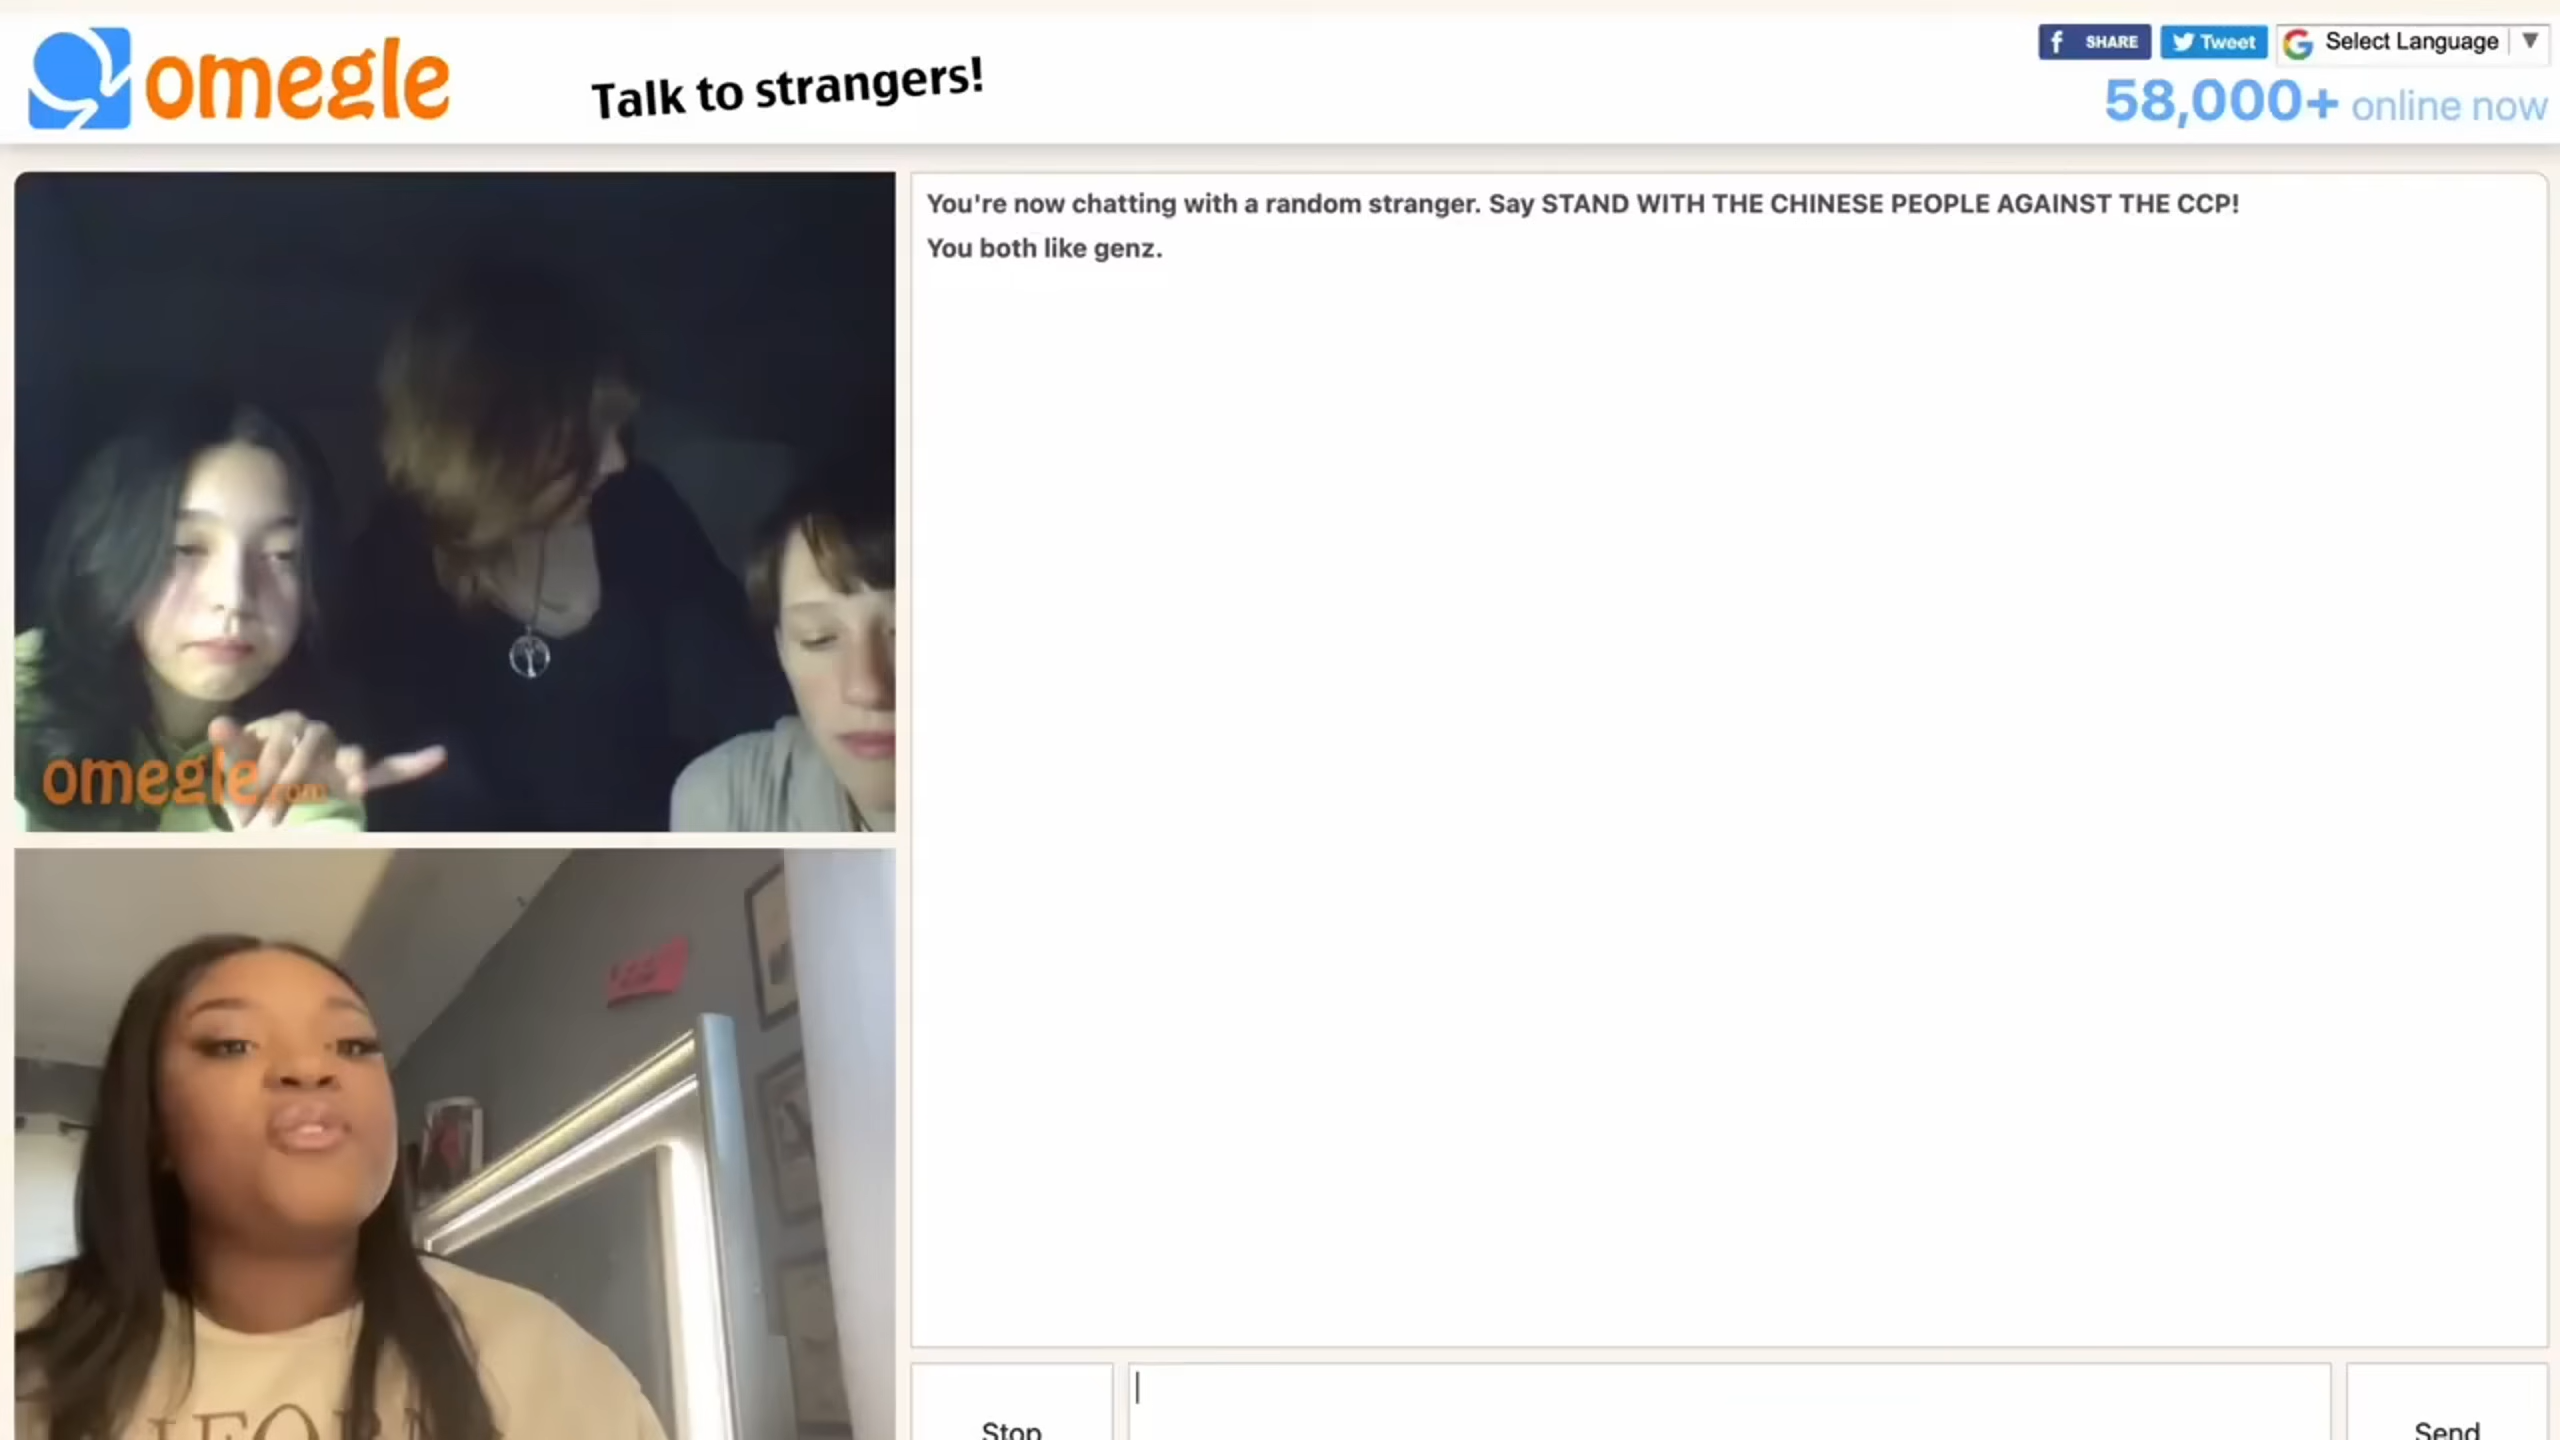 omegle
Talk to strangers!
f SHARE
Tweet
Select Language ▼
58,000+ online now
You're now chatting with a random stranger. Say STAND WITH THE CHINESE PEOPLE AGAINST THE CCP!
You both like genz.
omegle.com
Stop
Send